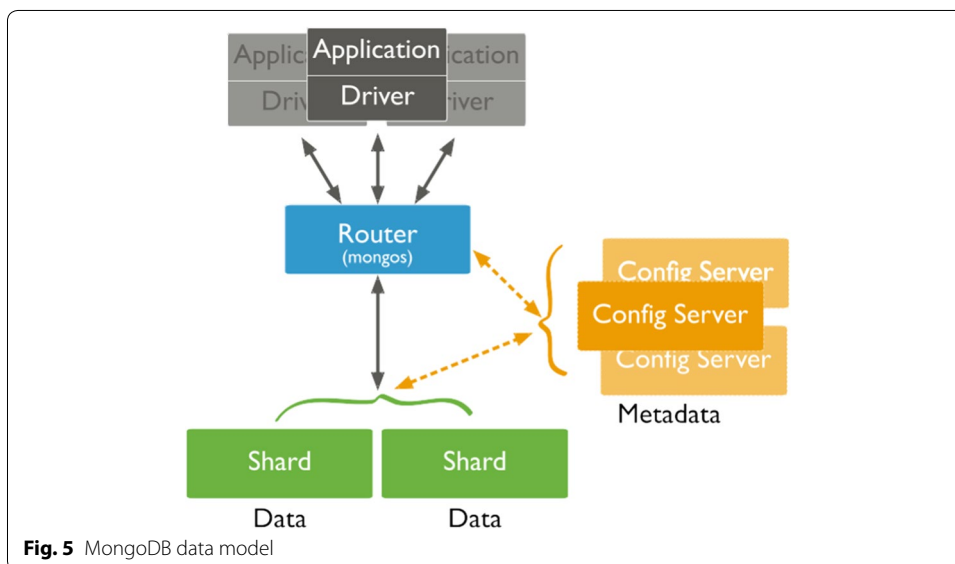 Application
Driver
Router
(mongos)
Config Server
Config Server
Config Server
Metadata
Shard
Shard
Data
Data
Fig. 5 MongoDB data model